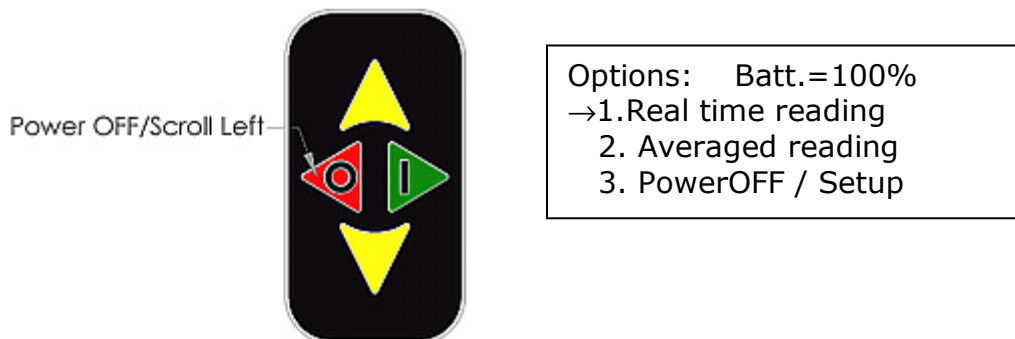 Power OFF/Scroll Left
Options: Batt.=100%
→1.Real time reading
2. Averaged reading
3. PowerOFF / Setup